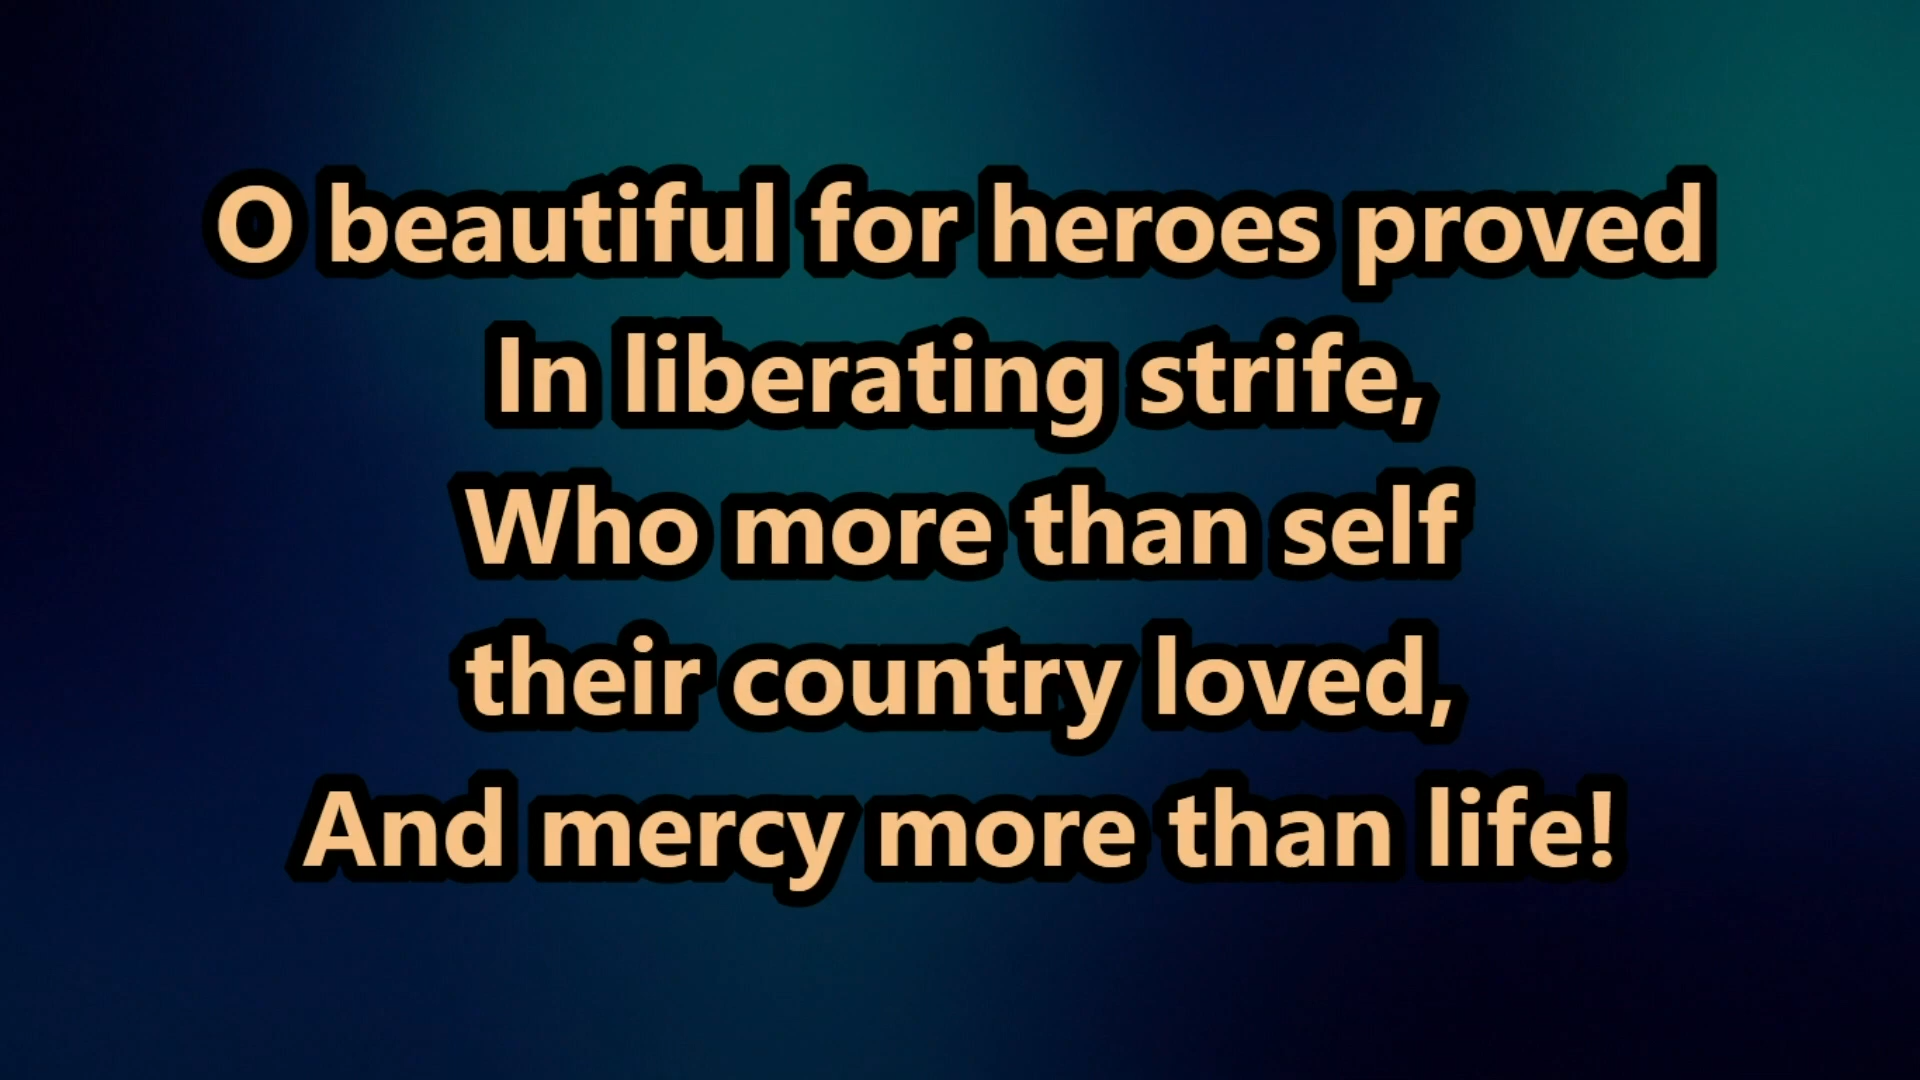 O beautiful for heroes proved
In liberating strife,
Who more than self
their country loved,
And mercy more than life!